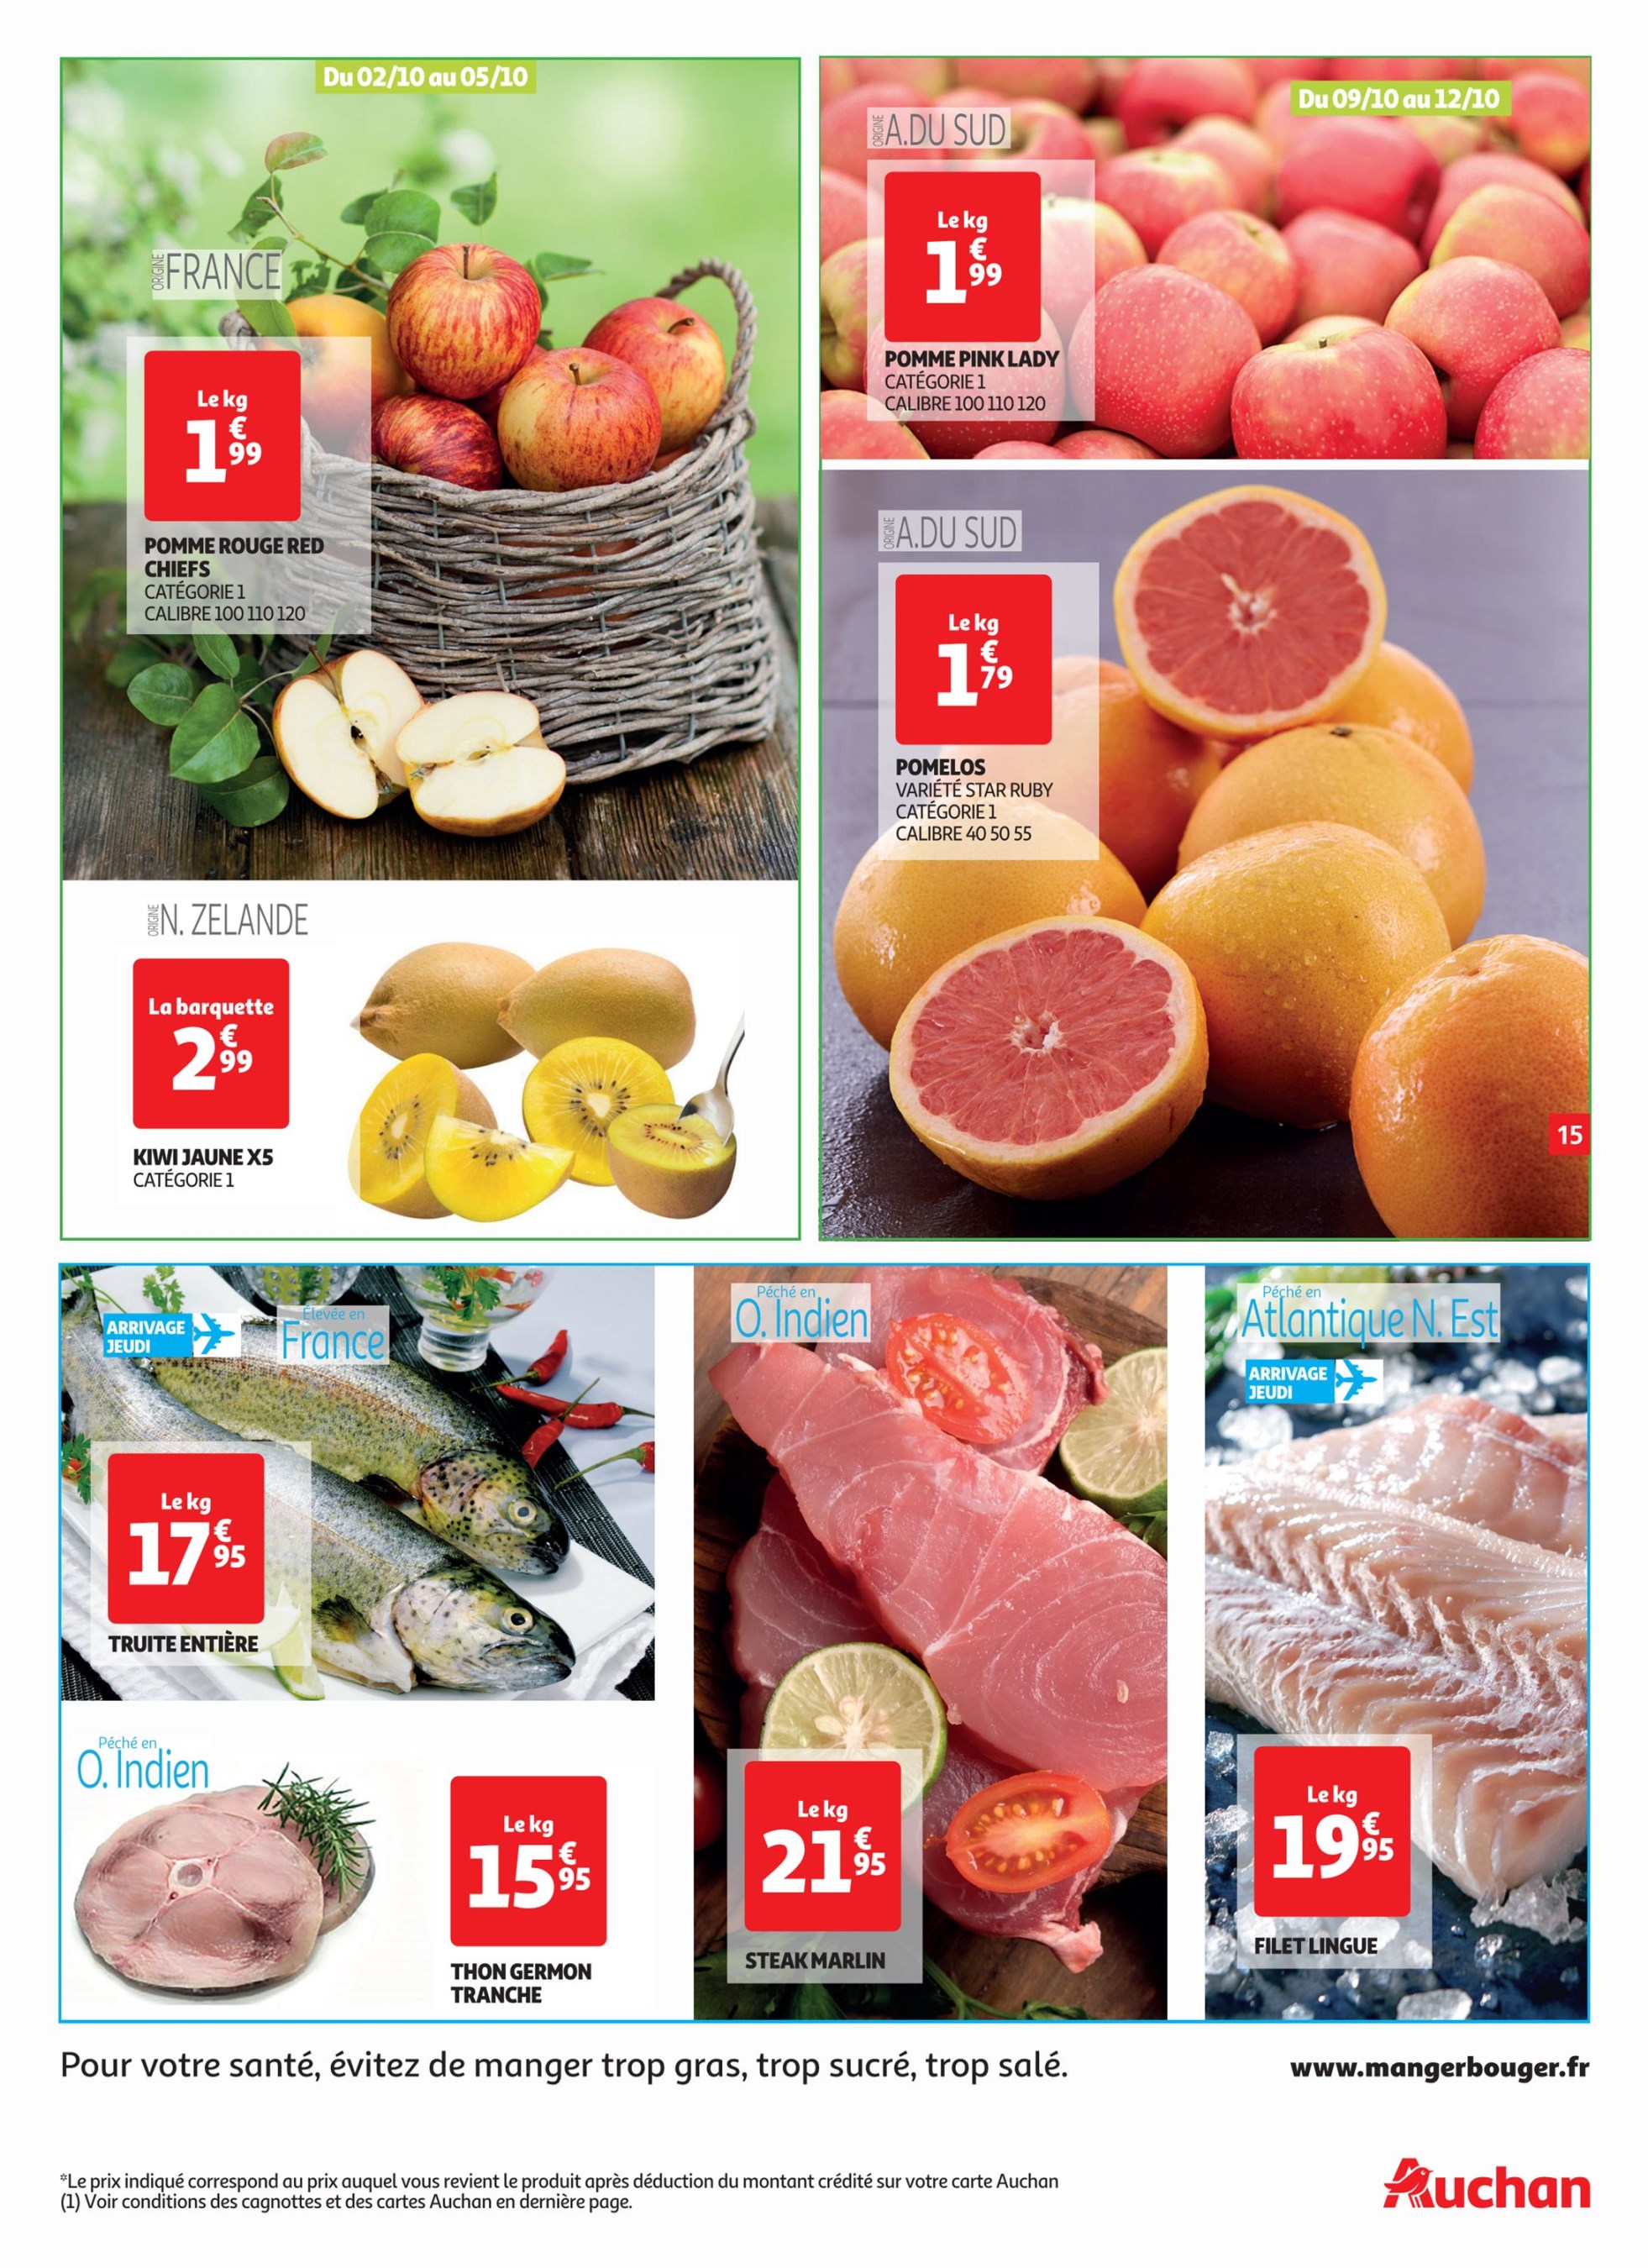 Du 02/10 au 05/10
ORIGINE FRANCE
Le kg
1€99
POMME ROUGE RED
CHIEFS
CATÉGORIE 1
CALIBRE 100 110 120
ORIGINE N. ZELANDE
La barquette
2€99
KIWI JAUNE X5
CATÉGORIE 1
Du 09/10 au 12/10
ORIGINE A.DU SUD
Le kg
1€99
POMME PINK LADY
CATÉGORIE 1
CALIBRE 100 110 120
ORIGINE A.DU SUD
Le kg
1€79
POMELOS
VARIÉTÉ STAR RUBY
CATÉGORIE 1
CALIBRE 40 50 55
15
ARRIVAGE
JEUDI
Élevée en
France
Le kg
17€95
TRUITE ENTIÈRE
Péché en
O. Indien
Le kg
15€95
THON GERMON
TRANCHE
Péché en
O. Indien
Le kg
21€95
STEAK MARLIN
Péché en
Atlantique N. Est
ARRIVAGE
JEUDI
Le kg
19€95
FILET LINGUE
Pour votre santé, évitez de manger trop gras, trop sucré, trop salé.
www.mangerbouger.fr
*Le prix indiqué correspond au prix auquel vous revient le produit après déduction du montant crédité sur votre carte Auchan
(1) Voir conditions des cagnottes et des cartes Auchan en dernière page.
Auchan